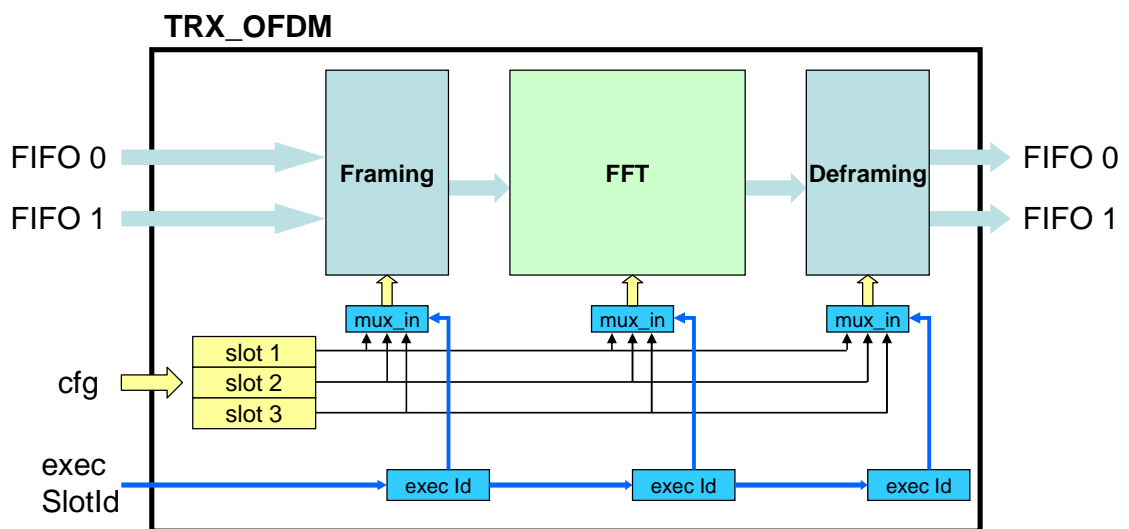 TRX_OFDM
FIFO 0
FIFO 1
Framing
FFT
Deframing
FIFO 0
FIFO 1
mux_in
mux_in
mux_in
cfg
slot 1
slot 2
slot 3
exec
SlotId
exec Id
exec Id
exec Id